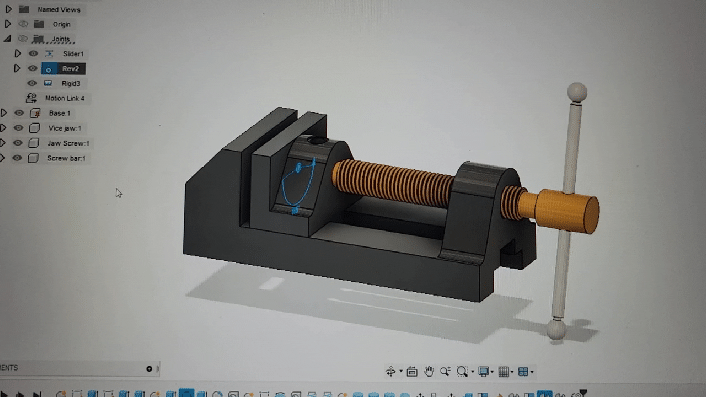 Named Views
Origin
Joints
Slider1
Rev2
Rigid3
Motion Link 4
Base:1
Vice jaw:1
Jaw Screw:1
Screw bar:1
ENTS